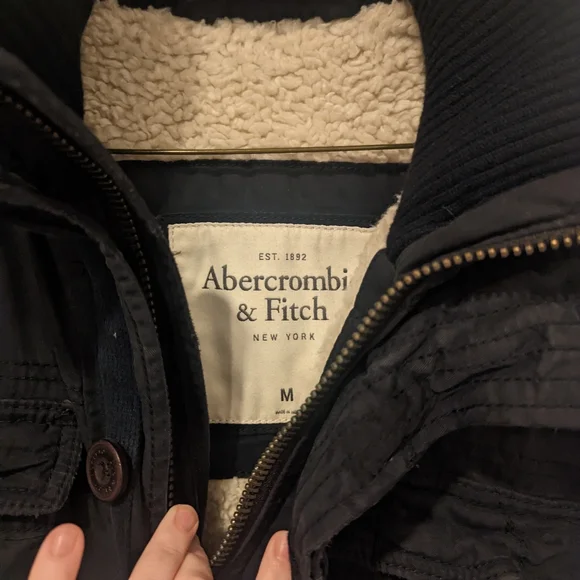 EST. 1892
Abercrombi
& Fitch
NEW YORK
M